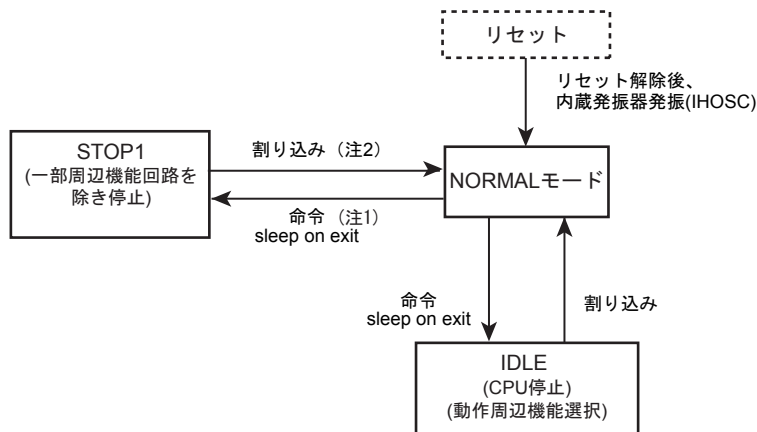 リセット
リセット解除後、
内蔵発振器発振(IHOSC)
STOP1
(一部周辺機能回路を
除き停止)
割り込み（注2）
NORMALモード
命令（注1）
sleep on exit
命令
sleep on exit
割り込み
IDLE
(CPU停止)
(動作周辺機能選択)